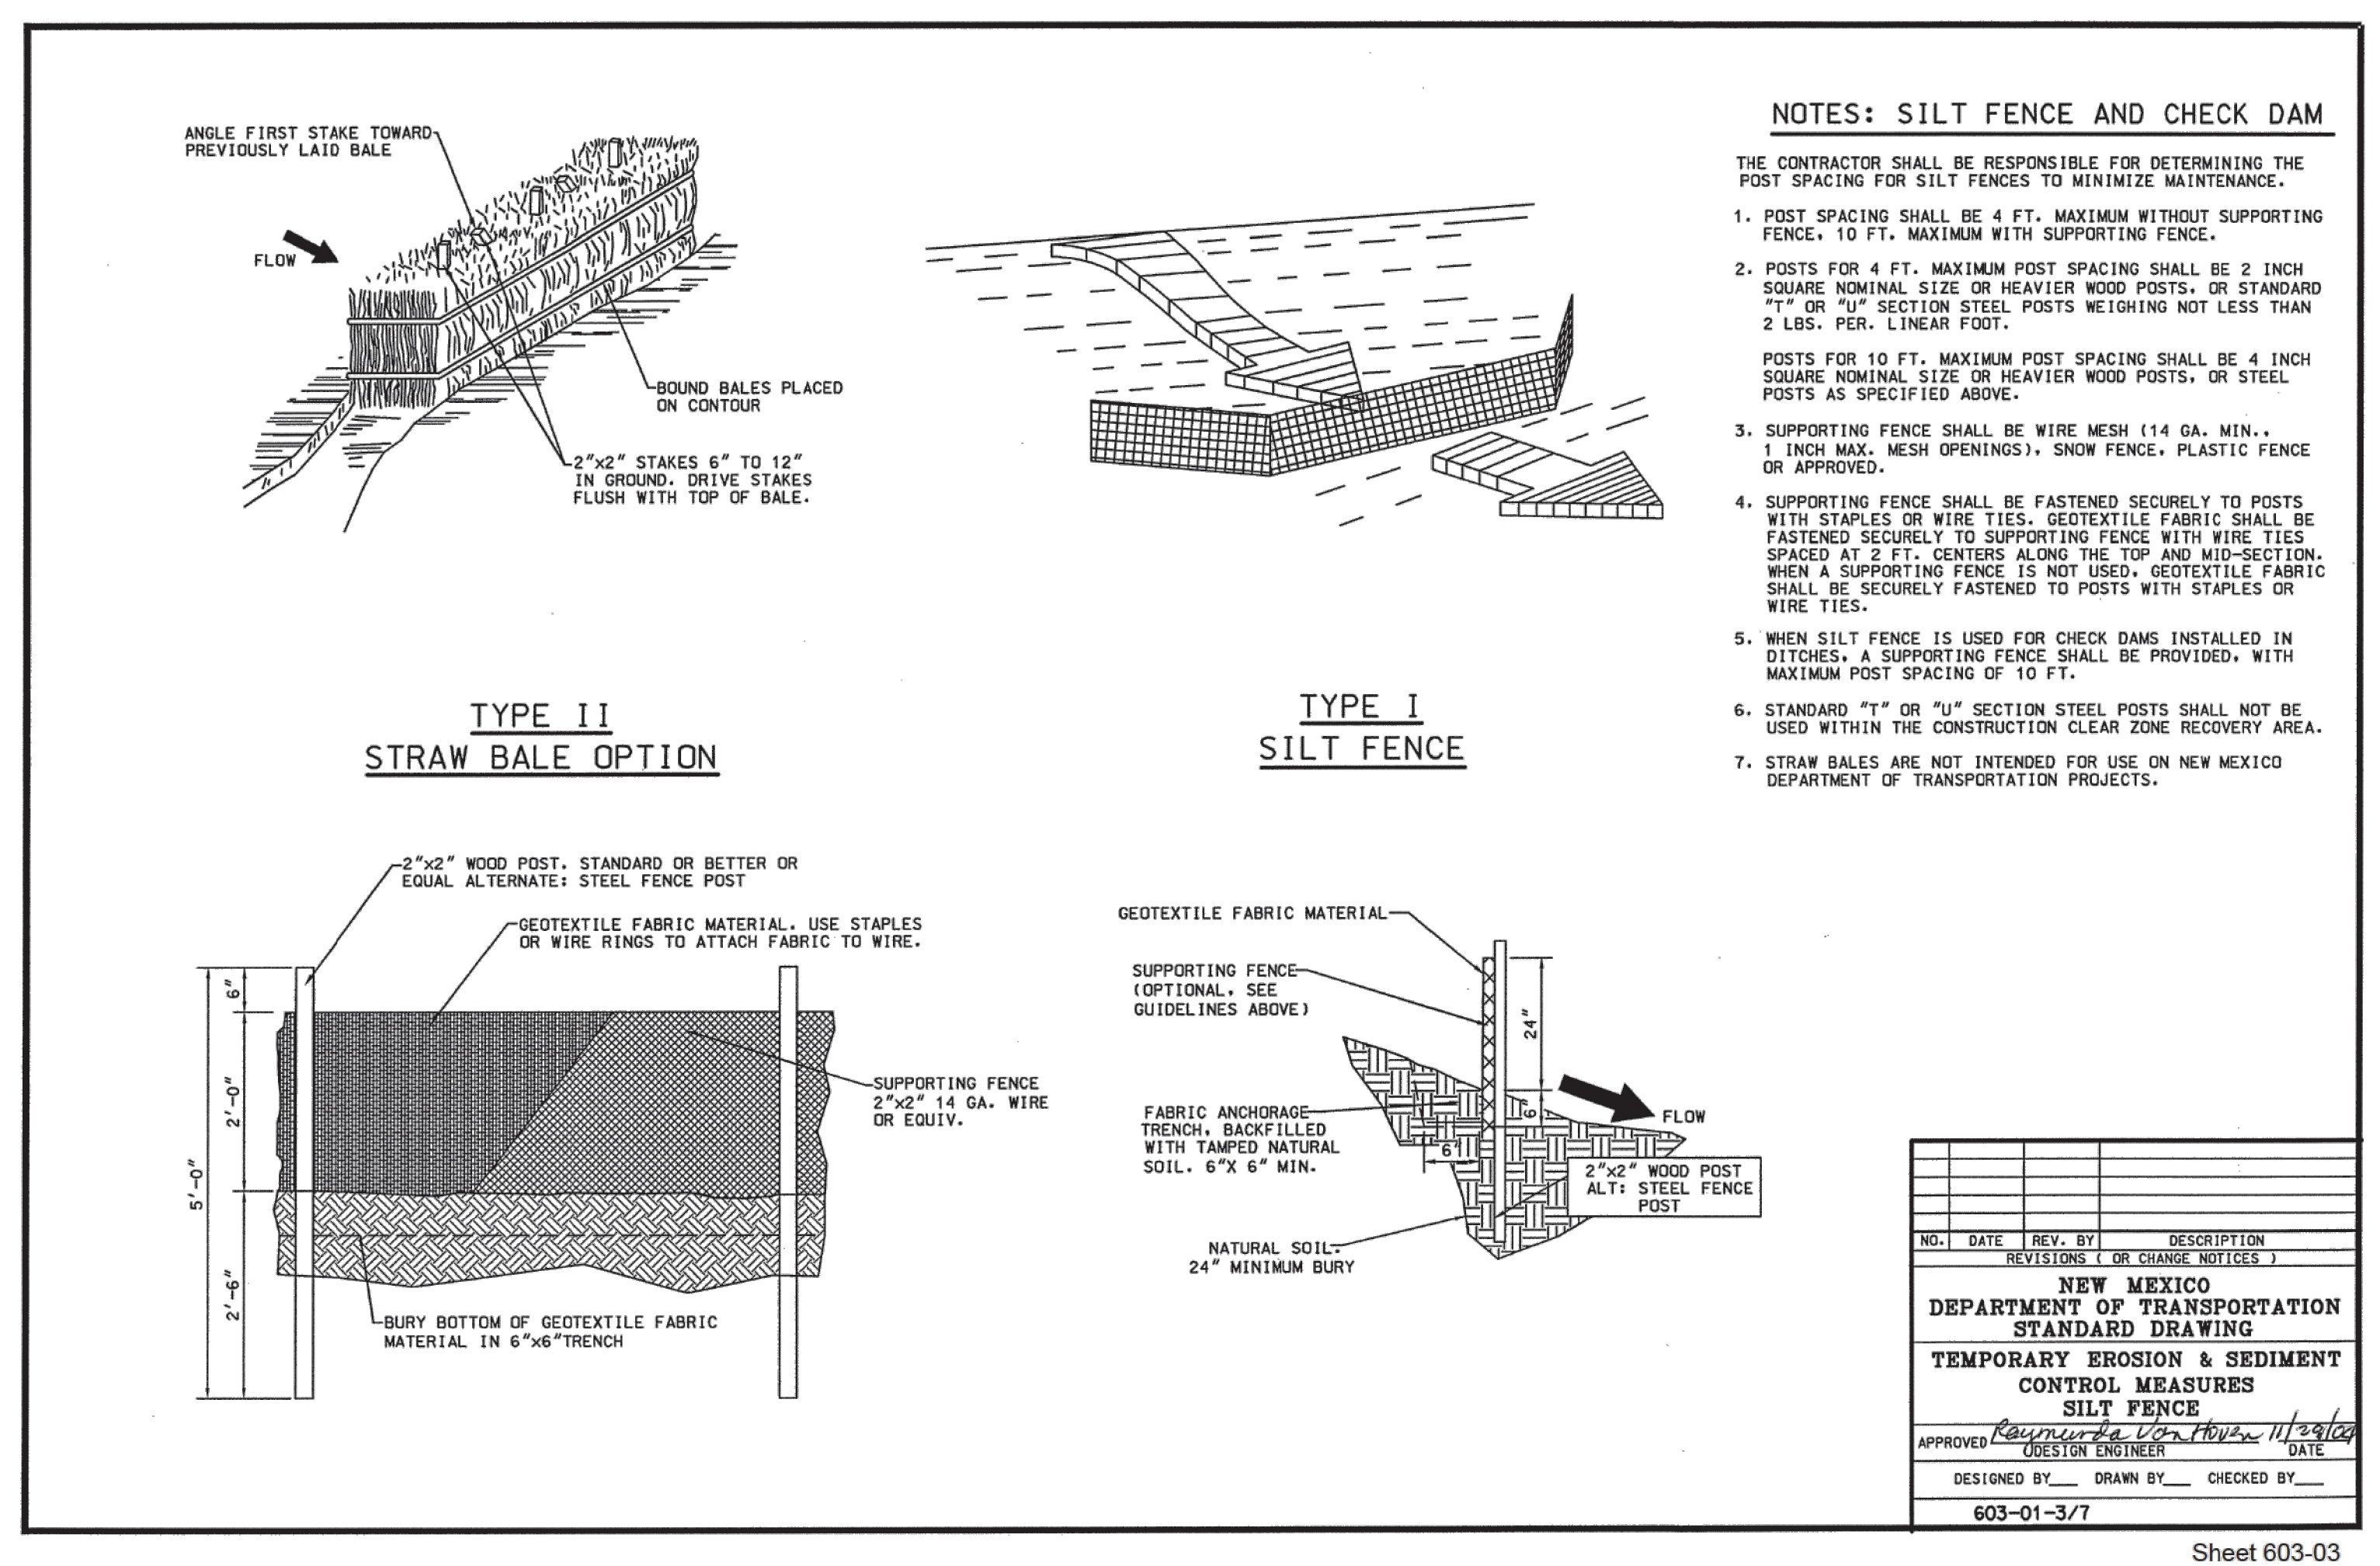 ANGLE FIRST STAKE TOWARD
PREVIOUSLY LAID BALE
FLOW
BOUND BALES PLACED
ON CONTOUR
2"x2" STAKES 6" TO 12"
IN GROUND. DRIVE STAKES
FLUSH WITH TOP OF BALE.
TYPE II
STRAW BALE OPTION
TYPE I
SILT FENCE
NOTES: SILT FENCE AND CHECK DAM
THE CONTRACTOR SHALL BE RESPONSIBLE FOR DETERMINING THE
POST SPACING FOR SILT FENCES TO MINIMIZE MAINTENANCE.
1. POST SPACING SHALL BE 4 FT. MAXIMUM WITHOUT SUPPORTING
FENCE, 10 FT. MAXIMUM WITH SUPPORTING FENCE.
2. POSTS FOR 4 FT. MAXIMUM POST SPACING SHALL BE 2 INCH
SQUARE NOMINAL SIZE OR HEAVIER WOOD POSTS, OR STANDARD
"T" OR "U" SECTION STEEL POSTS WEIGHING NOT LESS THAN
2 LBS. PER. LINEAR FOOT.
POSTS FOR 10 FT. MAXIMUM POST SPACING SHALL BE 4 INCH
SQUARE NOMINAL SIZE OR HEAVIER WOOD POSTS, OR STEEL
POSTS AS SPECIFIED ABOVE.
3. SUPPORTING FENCE SHALL BE WIRE MESH (14 GA. MIN.,
1 INCH MAX. MESH OPENINGS), SNOW FENCE, PLASTIC FENCE
OR APPROVED.
4. SUPPORTING FENCE SHALL BE FASTENED SECURELY TO POSTS
WITH STAPLES OR WIRE TIES. GEOTEXTILE FABRIC SHALL BE
FASTENED SECURELY TO SUPPORTING FENCE WITH WIRE TIES
SPACED AT 2 FT. CENTERS ALONG THE TOP AND MID-SECTION.
WHEN A SUPPORTING FENCE IS NOT USED, GEOTEXTILE FABRIC
SHALL BE SECURELY FASTENED TO POSTS WITH STAPLES OR
WIRE TIES.
5. WHEN SILT FENCE IS USED FOR CHECK DAMS INSTALLED IN
DITCHES, A SUPPORTING FENCE SHALL BE PROVIDED, WITH
MAXIMUM POST SPACING OF 10 FT.
6. STANDARD "T" OR "U" SECTION STEEL POSTS SHALL NOT BE
USED WITHIN THE CONSTRUCTION CLEAR ZONE RECOVERY AREA.
7. STRAW BALES ARE NOT INTENDED FOR USE ON NEW MEXICO
DEPARTMENT OF TRANSPORTATION PROJECTS.
2"x2" WOOD POST. STANDARD OR BETTER OR
EQUAL ALTERNATE: STEEL FENCE POST
GEOTEXTILE FABRIC MATERIAL. USE STAPLES
OR WIRE RINGS TO ATTACH FABRIC TO WIRE.
6"
2'-0"
5'-0"
2'-6"
SUPPORTING FENCE
2"x2" 14 GA. WIRE
OR EQUIV.
BURY BOTTOM OF GEOTEXTILE FABRIC
MATERIAL IN 6"x6"TRENCH
GEOTEXTILE FABRIC MATERIAL
SUPPORTING FENCE
(OPTIONAL, SEE
GUIDELINES ABOVE)
24"
FABRIC ANCHORAGE
TRENCH, BACKFILLED
WITH TAMPED NATURAL
SOIL. 6"X 6" MIN.
6"
6"
FLOW
2"x2" WOOD POST
ALT: STEEL FENCE
POST
NATURAL SOIL.
24" MINIMUM BURY
NO. DATE REV. BY DESCRIPTION
REVISIONS ( OR CHANGE NOTICES )
NEW MEXICO
DEPARTMENT OF TRANSPORTATION
STANDARD DRAWING
TEMPORARY EROSION & SEDIMENT
CONTROL MEASURES
SILT FENCE
APPROVED Raymunda Van Hoven 11/29/04
DESIGN ENGINEER DATE
DESIGNED BY___ DRAWN BY___ CHECKED BY___
603-01-3/7
Sheet 603-03